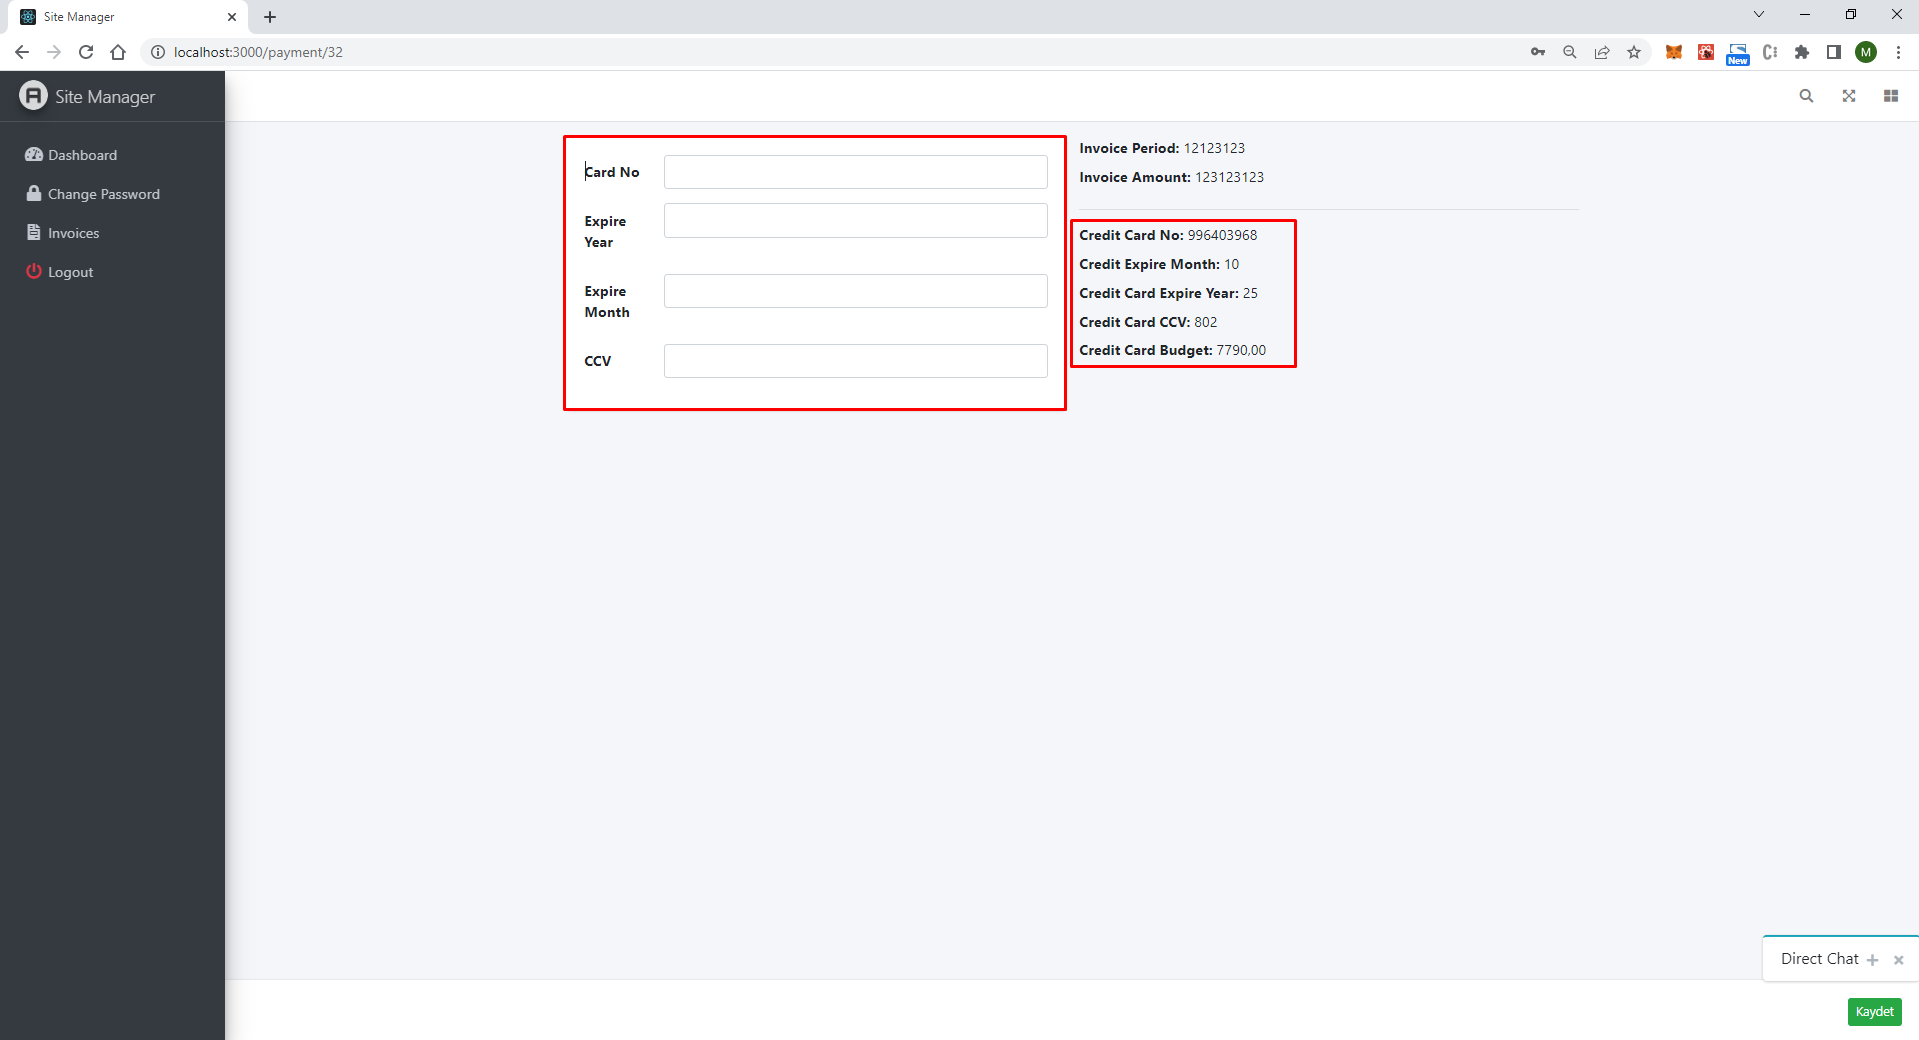 Site Manager
localhost:3000/payment/32
New
M
Site Manager
Dashboard
Change Password
Invoices
Logout
Card No
Expire
Year
Expire
Month
CCV
Invoice Period: 12123123
Invoice Amount: 123123123
Credit Card No: 996403968
Credit Expire Month: 10
Credit Card Expire Year: 25
Credit Card CCV: 802
Credit Card Budget: 7790,00
Direct Chat
Kaydet